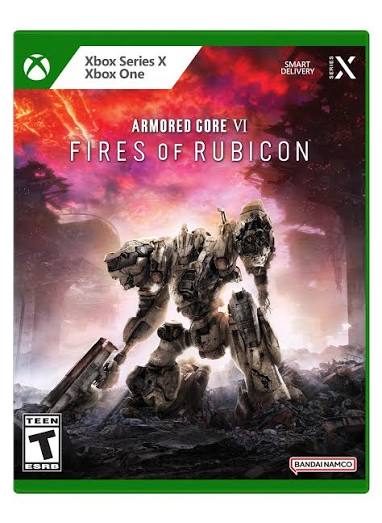 Xbox Series X
Xbox One
SMART
DELIVERY
SERIES
X
ARMORED CORE VI
FIRES OF RUBICON
TEEN
T
ESRB
BANDAI NAMCO